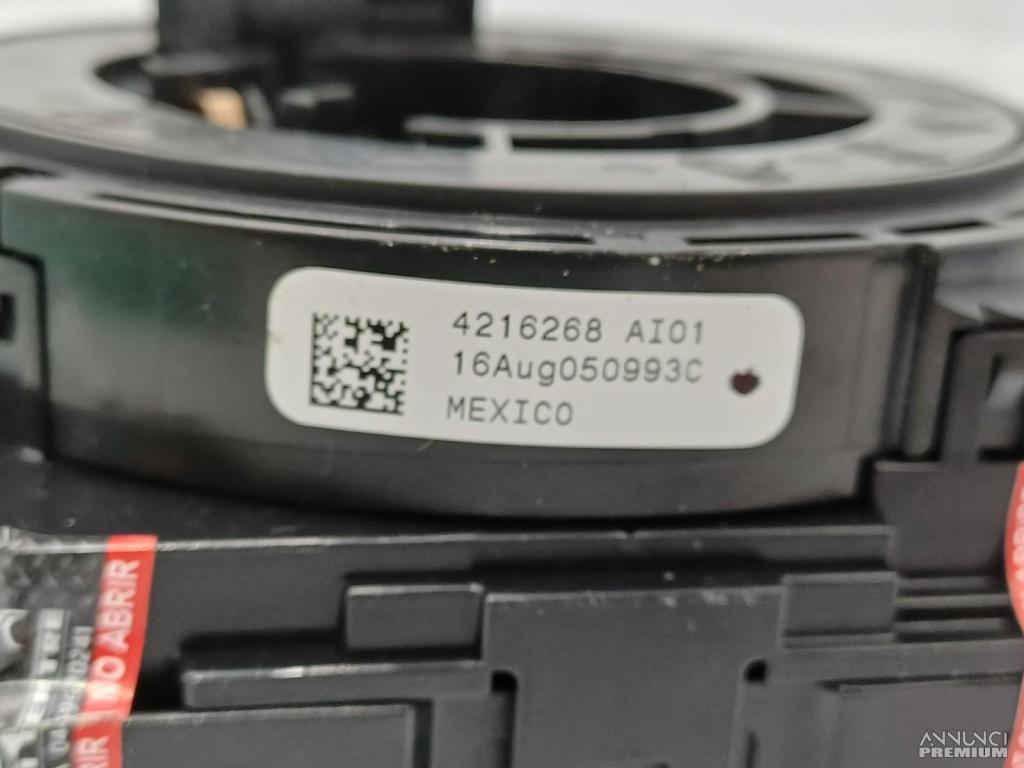 4216268 AI01
16Aug050993C
MEXICO
NO ABRIR
ANNUNCI
PREMIUM